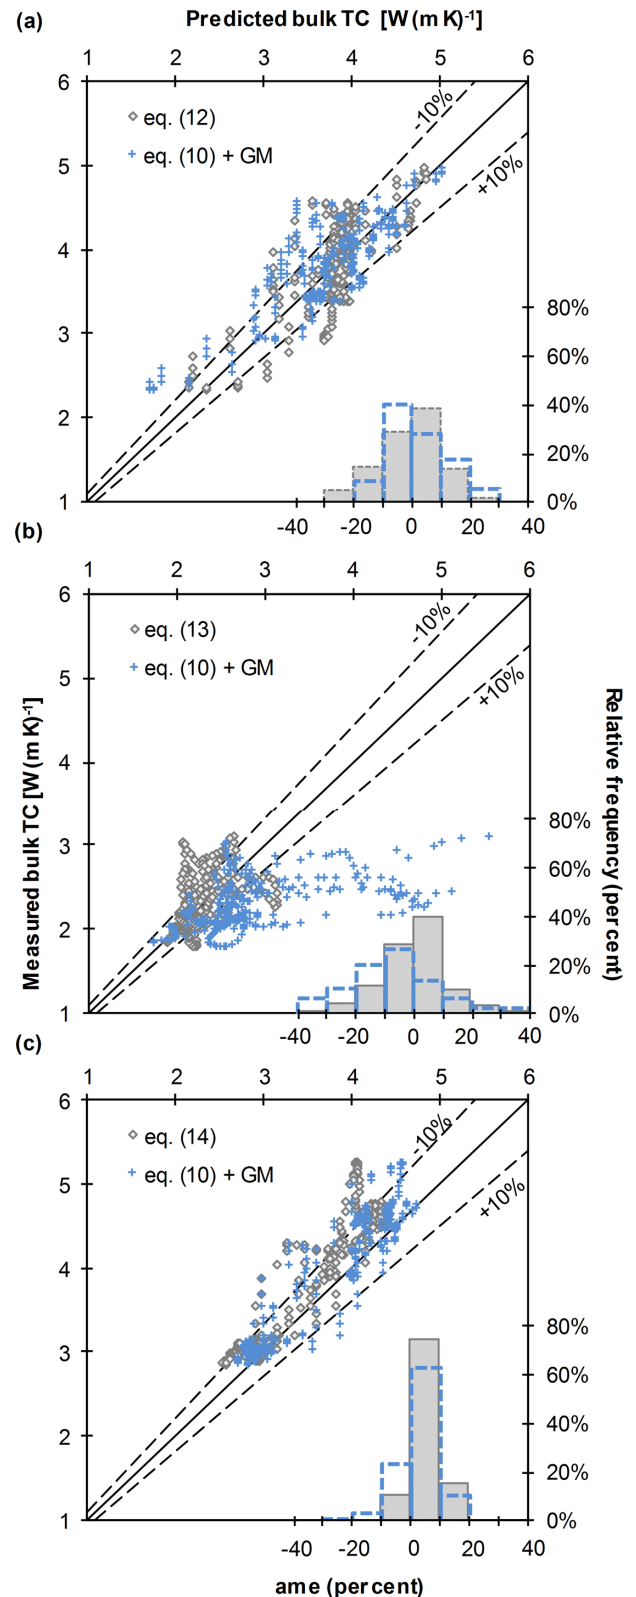 (a)
Predicted bulk TC [W (m K)-1]
1 2 3 4 5 6
6
5
4
3
2
1
eq. (12)
eq. (10) + GM
-10%
+10%
80%
60%
40%
20%
0%
-40 -20 0 20 40
(b)
1 2 3 4 5 6
6
5
4
3
2
1
eq. (13)
eq. (10) + GM
-10%
+10%
Measured bulk TC [W (m K)-1]
Relative frequency (per cent)
80%
60%
40%
20%
0%
-40 -20 0 20 40
(c)
1 2 3 4 5 6
6
5
4
3
2
1
eq. (14)
eq. (10) + GM
-10%
+10%
80%
60%
40%
20%
0%
-40 -20 0 20 40
ame (per cent)